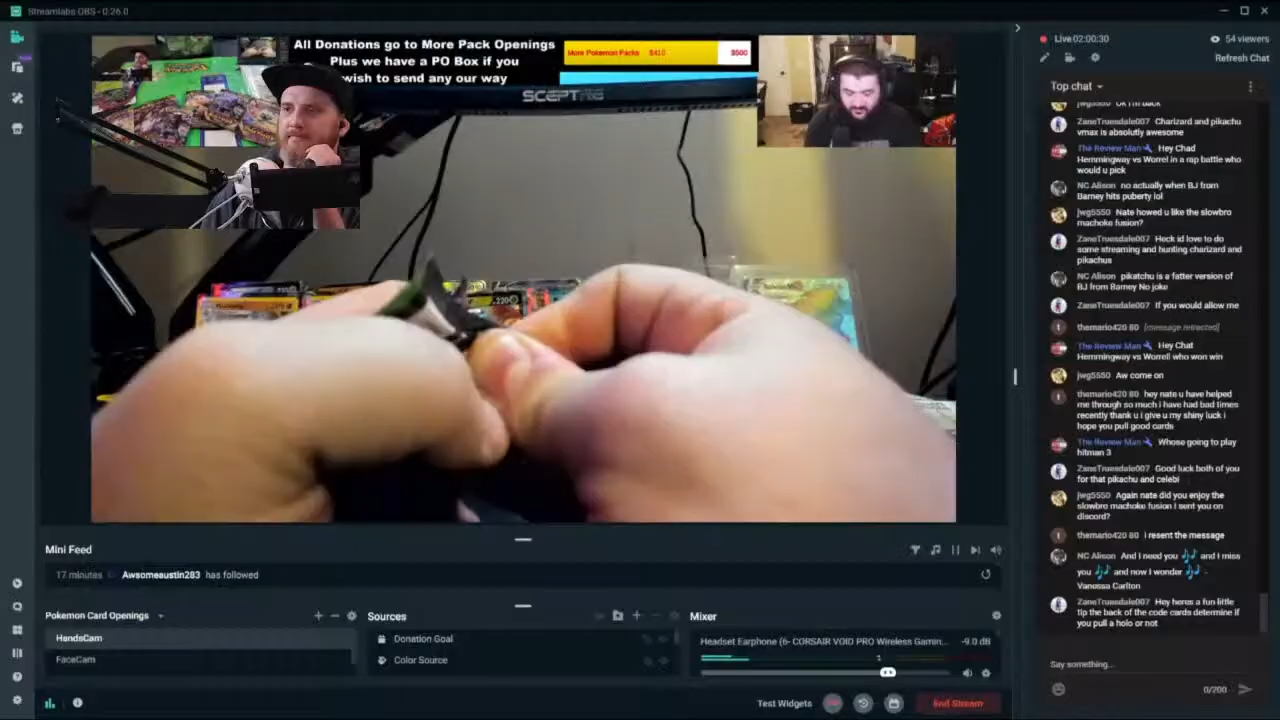 Streamlabs OBS - 0:26.0
All Donations go to More Pack Openings
Plus we have a PO Box if you
wish to send any our way
More Pokemon Packs $410
$500
SCEPTRE
Live 02:00:30
54 viewers
Refresh Chat
Top chat
jwg5550 Ok I'm back
ZaneTruesdale007 Charizard and pikachu
vmax is absolutly awesome
The Review Man Hey Chad
Hemmingway vs Worrel in a rap battle who
would u pick
NC Alison no actually when BJ from
Barney hits puberty lol
jwg5550 Nate howed u like the slowbro
machoke fusion?
ZaneTruesdale007 Heck id love to do
some streaming and hunting charizard and
pikachus
NC Alison pikatchu is a fatter version of
BJ from Barney No joke
ZaneTruesdale007 If you would allow me
themario420 80 [message retracted]
The Review Man Hey Chat
Hemmingway vs Worrell who won win
jwg5550 Aw come on
themario420 80 hey nate u have helped
me through so much i have had bad times
recently thank u i give u my shiny luck i
hope you pull good cards
The Review Man Whose going to play
hitman 3
ZaneTruesdale007 Good luck both of you
for that pikachu and celebi
jwg5550 Again nate did you enjoy the
slowbro machoke fusion I sent you on
discord?
themario420 80 i resent the message
NC Alison And I need you 🎶 and I miss
you 🎶 and now I wonder 🎶 -
Vanessa Carlton
ZaneTruesdale007 Hey heres a fun little
tip the back of the code cards determine if
you pull a holo or not
Say something...
0/200
Mini Feed
17 minutes Awsomeaustin283 has followed
Pokemon Card Openings
HandsCam
FaceCam
Sources
Donation Goal
Color Source
Mixer
Headset Earphone (6- CORSAIR VOID PRO Wireless Gamin... -9.0 dB
Test Widgets
End Stream